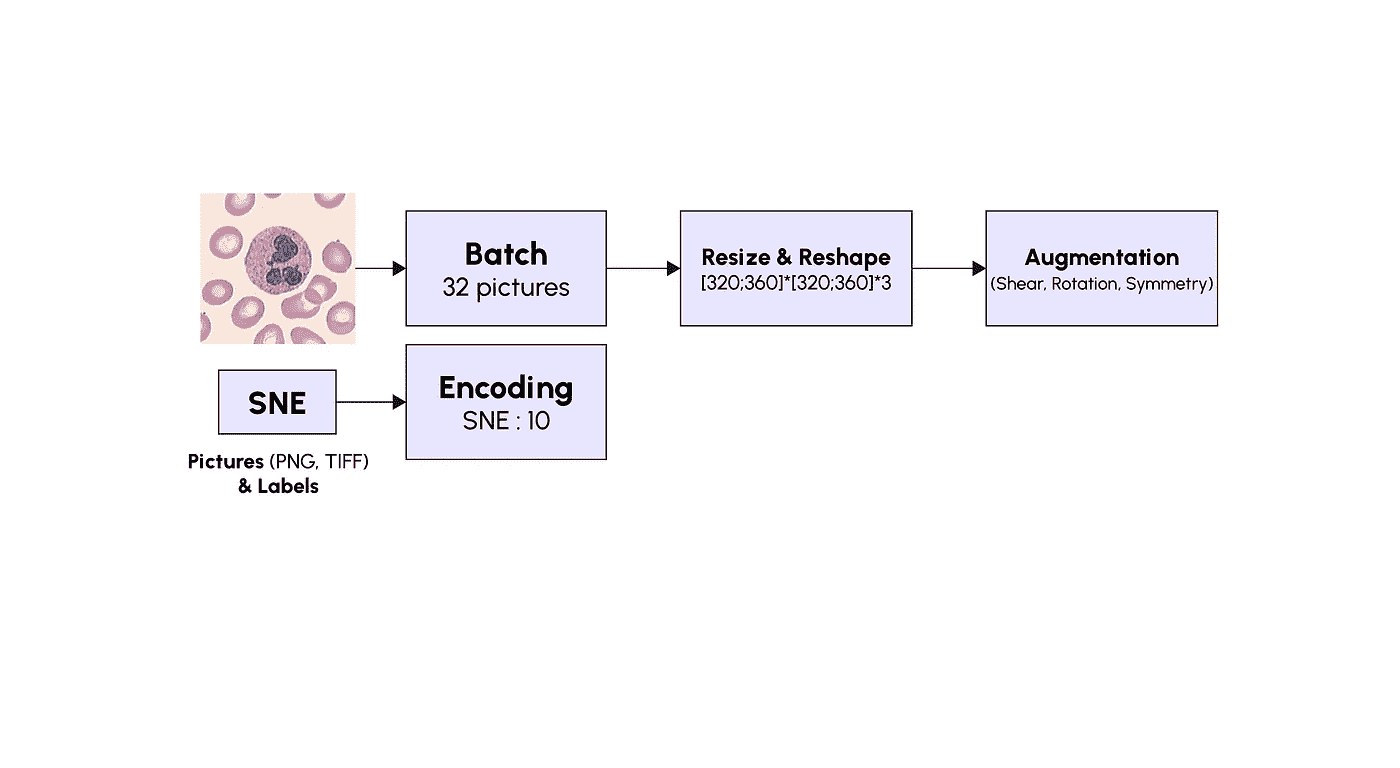 Batch
32 pictures
Resize & Reshape
[320;360]*[320;360]*3
Augmentation
(Shear, Rotation, Symmetry)
SNE
Encoding
SNE : 10
Pictures (PNG, TIFF)
& Labels